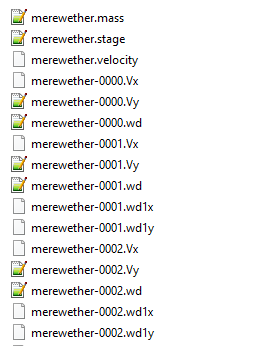 merewether.mass
merewether.stage
merewether.velocity
merewether-0000.Vx
merewether-0000.Vy
merewether-0000.wd
merewether-0001.Vx
merewether-0001.Vy
merewether-0001.wd
merewether-0001.wd1x
merewether-0001.wd1y
merewether-0002.Vx
merewether-0002.Vy
merewether-0002.wd
merewether-0002.wd1x
merewether-0002.wd1y